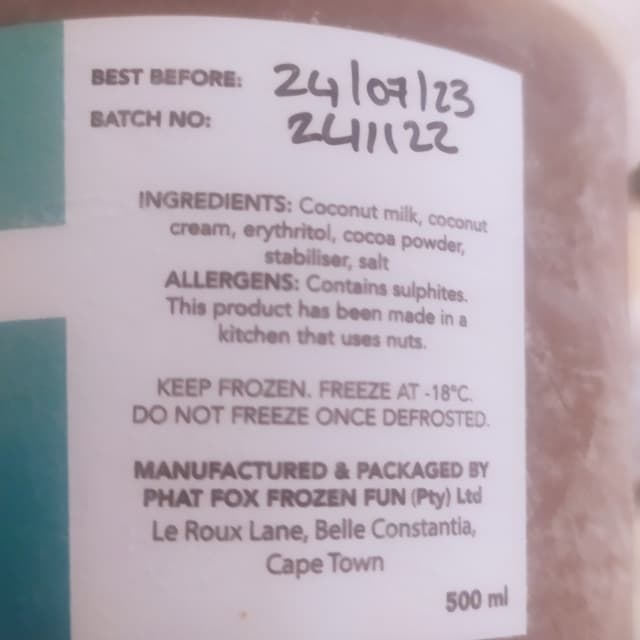 BEST BEFORE: 24/07/23
BATCH NO: 241122
INGREDIENTS: Coconut milk, coconut
cream, erythritol, cocoa powder,
stabiliser, salt
ALLERGENS: Contains sulphites.
This product has been made in a
kitchen that uses nuts.
KEEP FROZEN. FREEZE AT -18°C.
DO NOT FREEZE ONCE DEFROSTED.
MANUFACTURED & PACKAGED BY
PHAT FOX FROZEN FUN (Pty) Ltd
Le Roux Lane, Belle Constantia,
Cape Town
500 ml